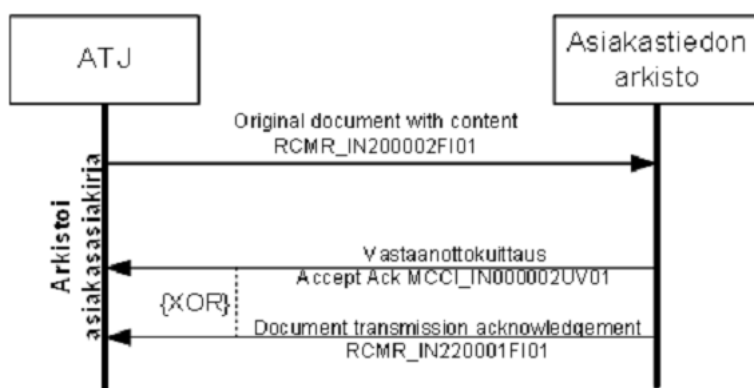 ATJ
Asiakastiedon
arkisto
Original document with content
RCMR_IN200002FI01
Arkistoi
asiakasasiakirja
Vastaanottokuittaus
Accept Ack MCCI_IN000002UV01
{XOR}
Document transmission acknowledgement
RCMR_IN220001FI01